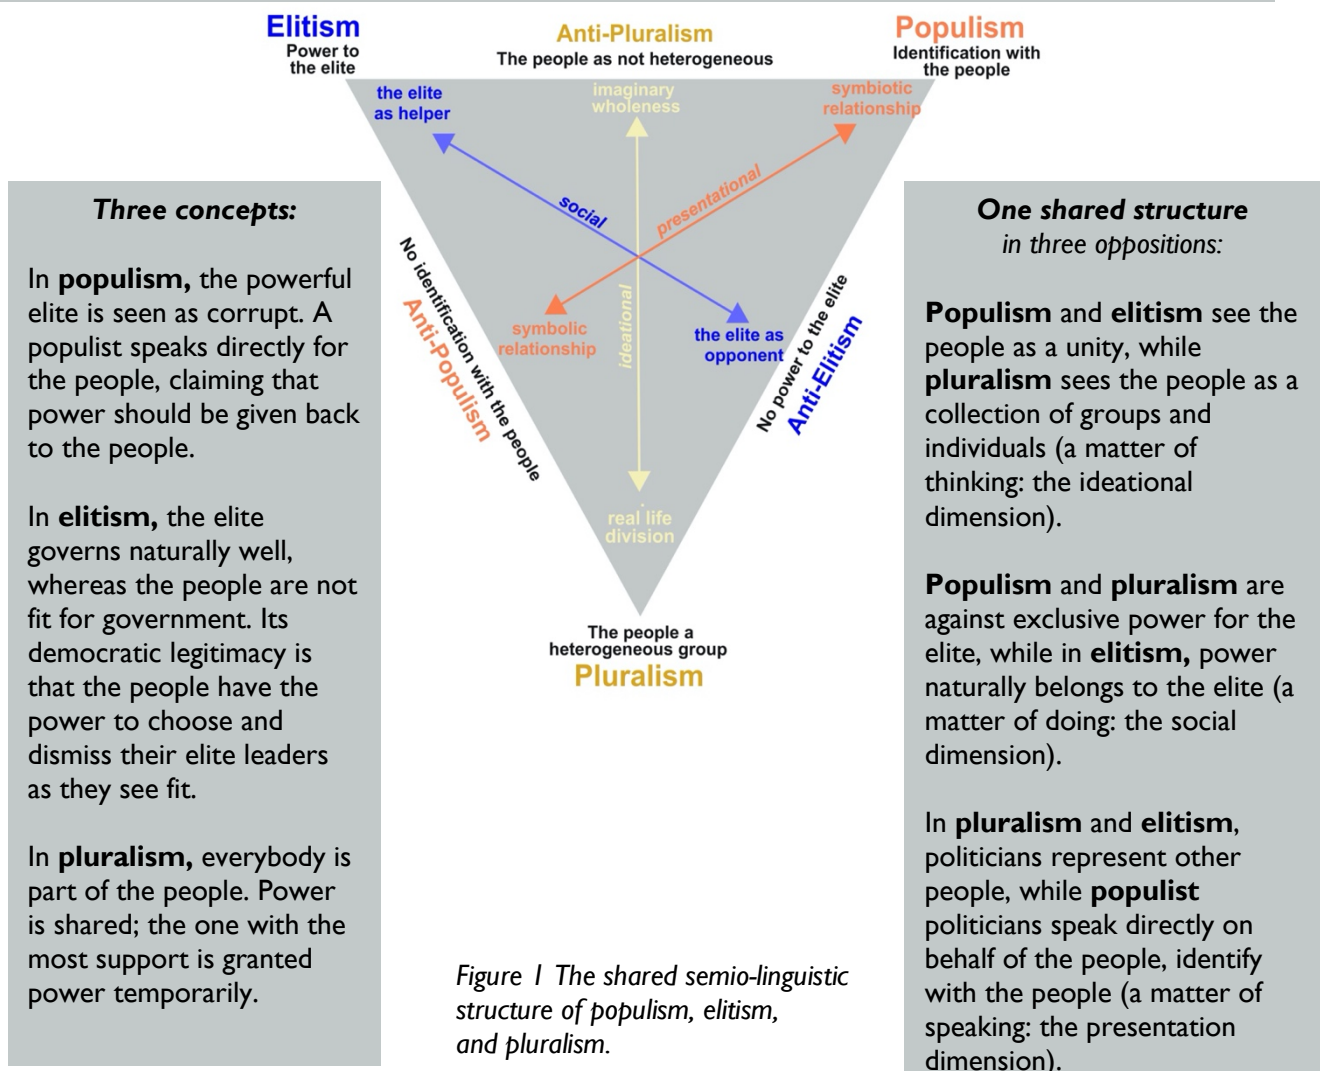 Elitism
Power to
the elite
Anti-Pluralism
The people as not heterogeneous
Populism
Identification with
the people
the elite
as helper
imaginary
wholeness
symbiotic
relationship
social
presentational
ideational
symbolic
relationship
the elite as
opponent
No identification with the people
Anti-Populism
No power to the elite
Anti-Elitism
real life
division
The people a
heterogeneous group
Pluralism
Three concepts:
In populism, the powerful
elite is seen as corrupt. A
populist speaks directly for
the people, claiming that
power should be given back
to the people.
In elitism, the elite
governs naturally well,
whereas the people are not
fit for government. Its
democratic legitimacy is
that the people have the
power to choose and
dismiss their elite leaders
as they see fit.
In pluralism, everybody is
part of the people. Power
is shared; the one with the
most support is granted
power temporarily.
Figure 1 The shared semio-linguistic
structure of populism, elitism,
and pluralism.
One shared structure
in three oppositions:
Populism and elitism see the
people as a unity, while
pluralism sees the people as a
collection of groups and
individuals (a matter of
thinking: the ideational
dimension).
Populism and pluralism are
against exclusive power for the
elite, while in elitism, power
naturally belongs to the elite (a
matter of doing: the social
dimension).
In pluralism and elitism,
politicians represent other
people, while populist
politicians speak directly on
behalf of the people, identify
with the people (a matter of
speaking: the presentation
dimension).